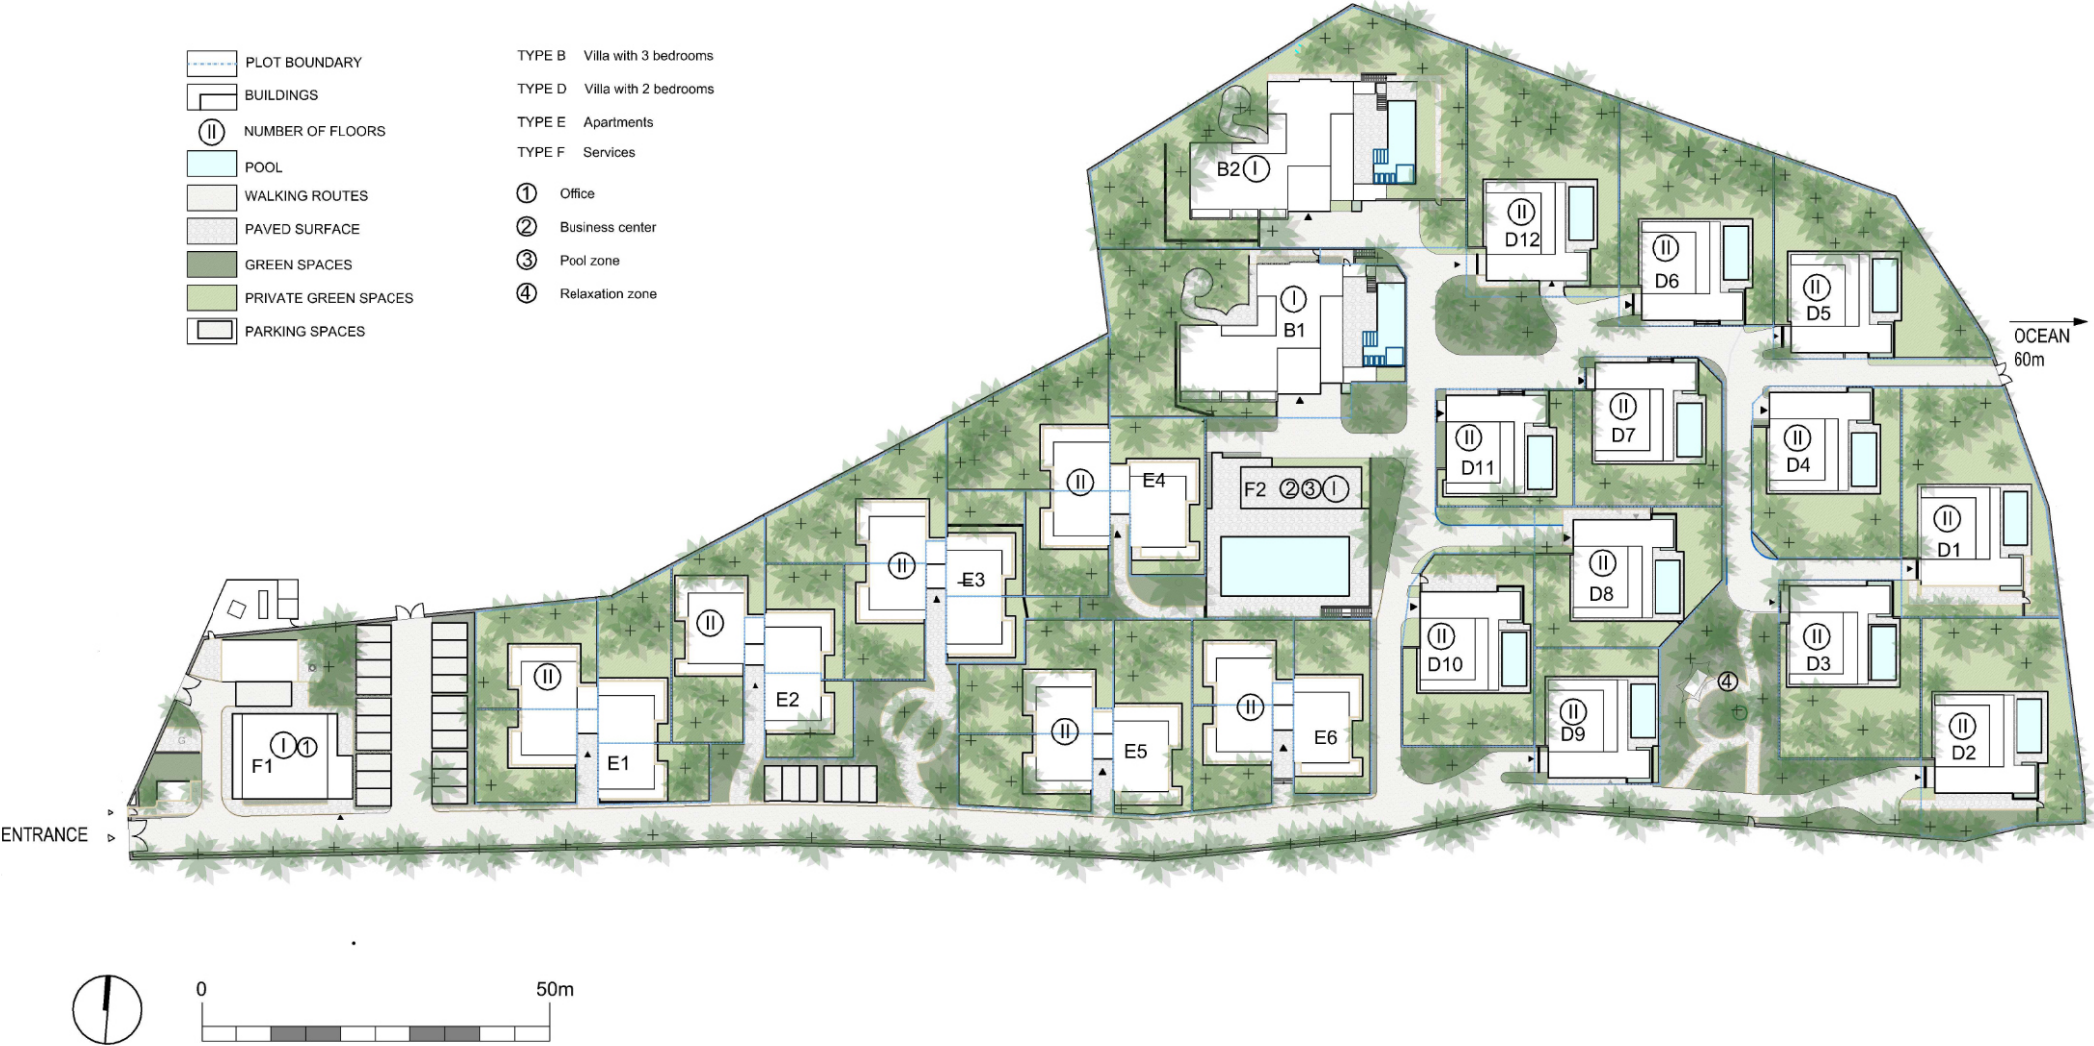 PLOT BOUNDARY
BUILDINGS
II NUMBER OF FLOORS
POOL
WALKING ROUTES
PAVED SURFACE
GREEN SPACES
PRIVATE GREEN SPACES
PARKING SPACES
TYPE B Villa with 3 bedrooms
TYPE D Villa with 2 bedrooms
TYPE E Apartments
TYPE F Services
1 Office
2 Business center
3 Pool zone
4 Relaxation zone
B2 I
I
B1
II
D12
II
D6
II
D5
OCEAN
60m
II
D11
II
D7
II
D4
II
D1
II
E4
F2 2 3 I
II
E3
II
D8
II
D10
II
D3
4
II
D9
II
D2
II
E2
II
E1
II
E5
II
E6
I 1
F1
G
ENTRANCE
0 50m